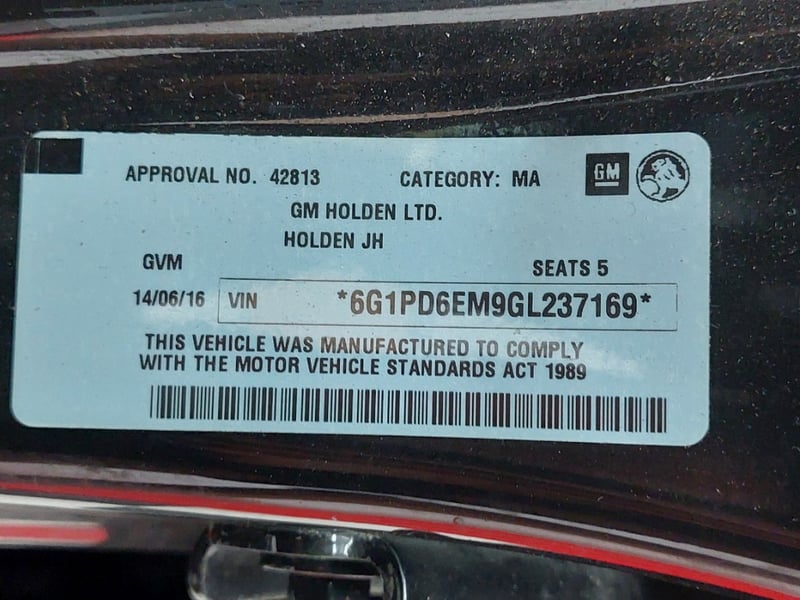 APPROVAL NO. 42813 CATEGORY: MA GM
GM HOLDEN LTD.
HOLDEN JH
GVM SEATS 5
14/06/16 VIN *6G1PD6EM9GL237169*
THIS VEHICLE WAS MANUFACTURED TO COMPLY
WITH THE MOTOR VEHICLE STANDARDS ACT 1989